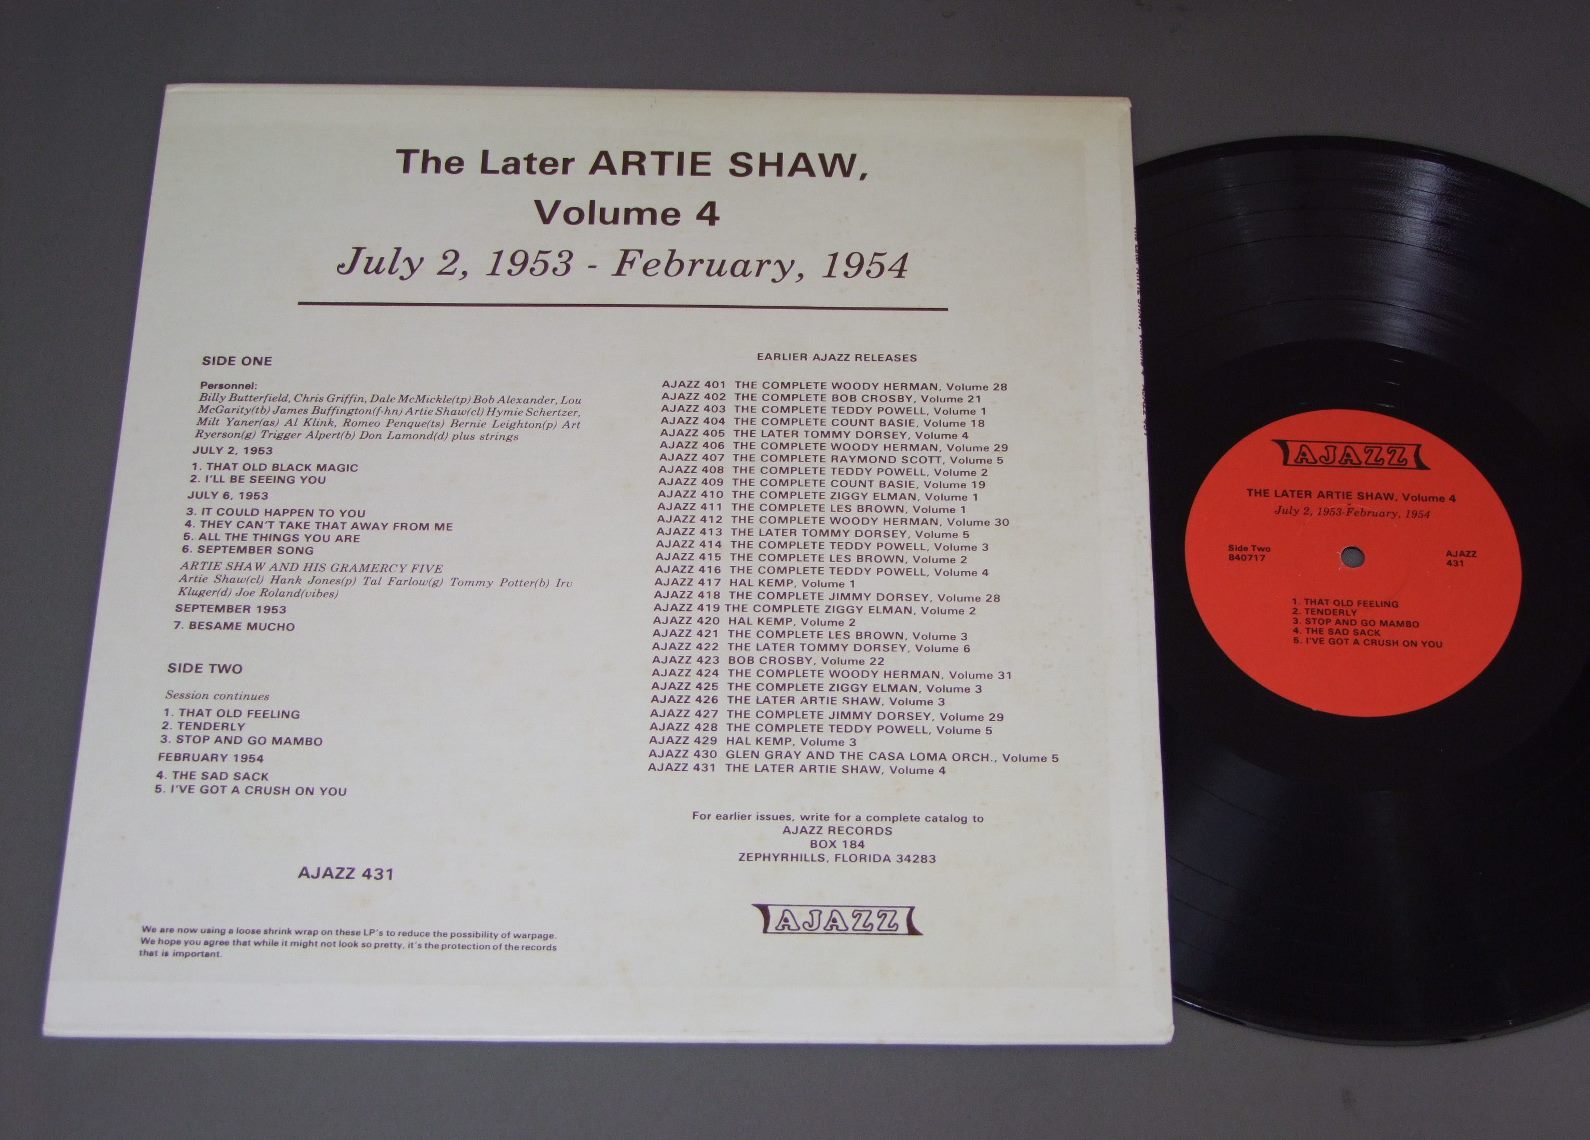 The Later ARTIE SHAW,
Volume 4
July 2, 1953 - February, 1954
SIDE ONE
Personnel:
Billy Butterfield, Chris Griffin, Dale McMickle(tp) Bob Alexander, Lou
McGarity(tb) James Buffington(f-hn) Artie Shaw(cl) Hymie Schertzer,
Milt Yaner(as) Al Klink, Romeo Penque(ts) Bernie Leighton(p) Art
Ryerson(g) Trigger Alpert(b) Don Lamond(d) plus strings
JULY 2, 1953
1. THAT OLD BLACK MAGIC
2. I'LL BE SEEING YOU
JULY 6, 1953
3. IT COULD HAPPEN TO YOU
4. THEY CAN'T TAKE THAT AWAY FROM ME
5. ALL THE THINGS YOU ARE
6. SEPTEMBER SONG
ARTIE SHAW AND HIS GRAMERCY FIVE
Artie Shaw(cl) Hank Jones(p) Tal Farlow(g) Tommy Potter(b) Irv
Kluger(d) Joe Roland(vibes)
SEPTEMBER 1953
7. BESAME MUCHO
SIDE TWO
Session continues
1. THAT OLD FEELING
2. TENDERLY
3. STOP AND GO MAMBO
FEBRUARY 1954
4. THE SAD SACK
5. I'VE GOT A CRUSH ON YOU
AJAZZ 431
We are now using a loose shrink wrap on these LP's to reduce the possibility of warpage.
We hope you agree that while it might not look so pretty, it's the protection of the records
that is important.
EARLIER AJAZZ RELEASES
AJAZZ 401 THE COMPLETE WOODY HERMAN, Volume 28
AJAZZ 402 THE COMPLETE BOB CROSBY, Volume 21
AJAZZ 403 THE COMPLETE TEDDY POWELL, Volume 1
AJAZZ 404 THE COMPLETE COUNT BASIE, Volume 18
AJAZZ 405 THE LATER TOMMY DORSEY, Volume 4
AJAZZ 406 THE COMPLETE WOODY HERMAN, Volume 29
AJAZZ 407 THE COMPLETE RAYMOND SCOTT, Volume 5
AJAZZ 408 THE COMPLETE TEDDY POWELL, Volume 2
AJAZZ 409 THE COMPLETE COUNT BASIE, Volume 19
AJAZZ 410 THE COMPLETE ZIGGY ELMAN, Volume 1
AJAZZ 411 THE COMPLETE LES BROWN, Volume 1
AJAZZ 412 THE COMPLETE WOODY HERMAN, Volume 30
AJAZZ 413 THE LATER TOMMY DORSEY, Volume 5
AJAZZ 414 THE COMPLETE TEDDY POWELL, Volume 3
AJAZZ 415 THE COMPLETE LES BROWN, Volume 2
AJAZZ 416 THE COMPLETE TEDDY POWELL, Volume 4
AJAZZ 417 HAL KEMP, Volume 1
AJAZZ 418 THE COMPLETE JIMMY DORSEY, Volume 28
AJAZZ 419 THE COMPLETE ZIGGY ELMAN, Volume 2
AJAZZ 420 HAL KEMP, Volume 2
AJAZZ 421 THE COMPLETE LES BROWN, Volume 3
AJAZZ 422 THE LATER TOMMY DORSEY, Volume 6
AJAZZ 423 BOB CROSBY, Volume 22
AJAZZ 424 THE COMPLETE WOODY HERMAN, Volume 31
AJAZZ 425 THE COMPLETE ZIGGY ELMAN, Volume 3
AJAZZ 426 THE LATER ARTIE SHAW, Volume 3
AJAZZ 427 THE COMPLETE JIMMY DORSEY, Volume 29
AJAZZ 428 THE COMPLETE TEDDY POWELL, Volume 5
AJAZZ 429 HAL KEMP, Volume 3
AJAZZ 430 GLEN GRAY AND THE CASA LOMA ORCH., Volume 5
AJAZZ 431 THE LATER ARTIE SHAW, Volume 4
For earlier issues, write for a complete catalog to
AJAZZ RECORDS
BOX 184
ZEPHYRHILLS, FLORIDA 34283
AJAZZ
AJAZZ
THE LATER ARTIE SHAW, Volume 4
July 2, 1953-February, 1954
Side Two
840717
AJAZZ
431
1. THAT OLD FEELING
2. TENDERLY
3. STOP AND GO MAMBO
4. THE SAD SACK
5. I'VE GOT A CRUSH ON YOU